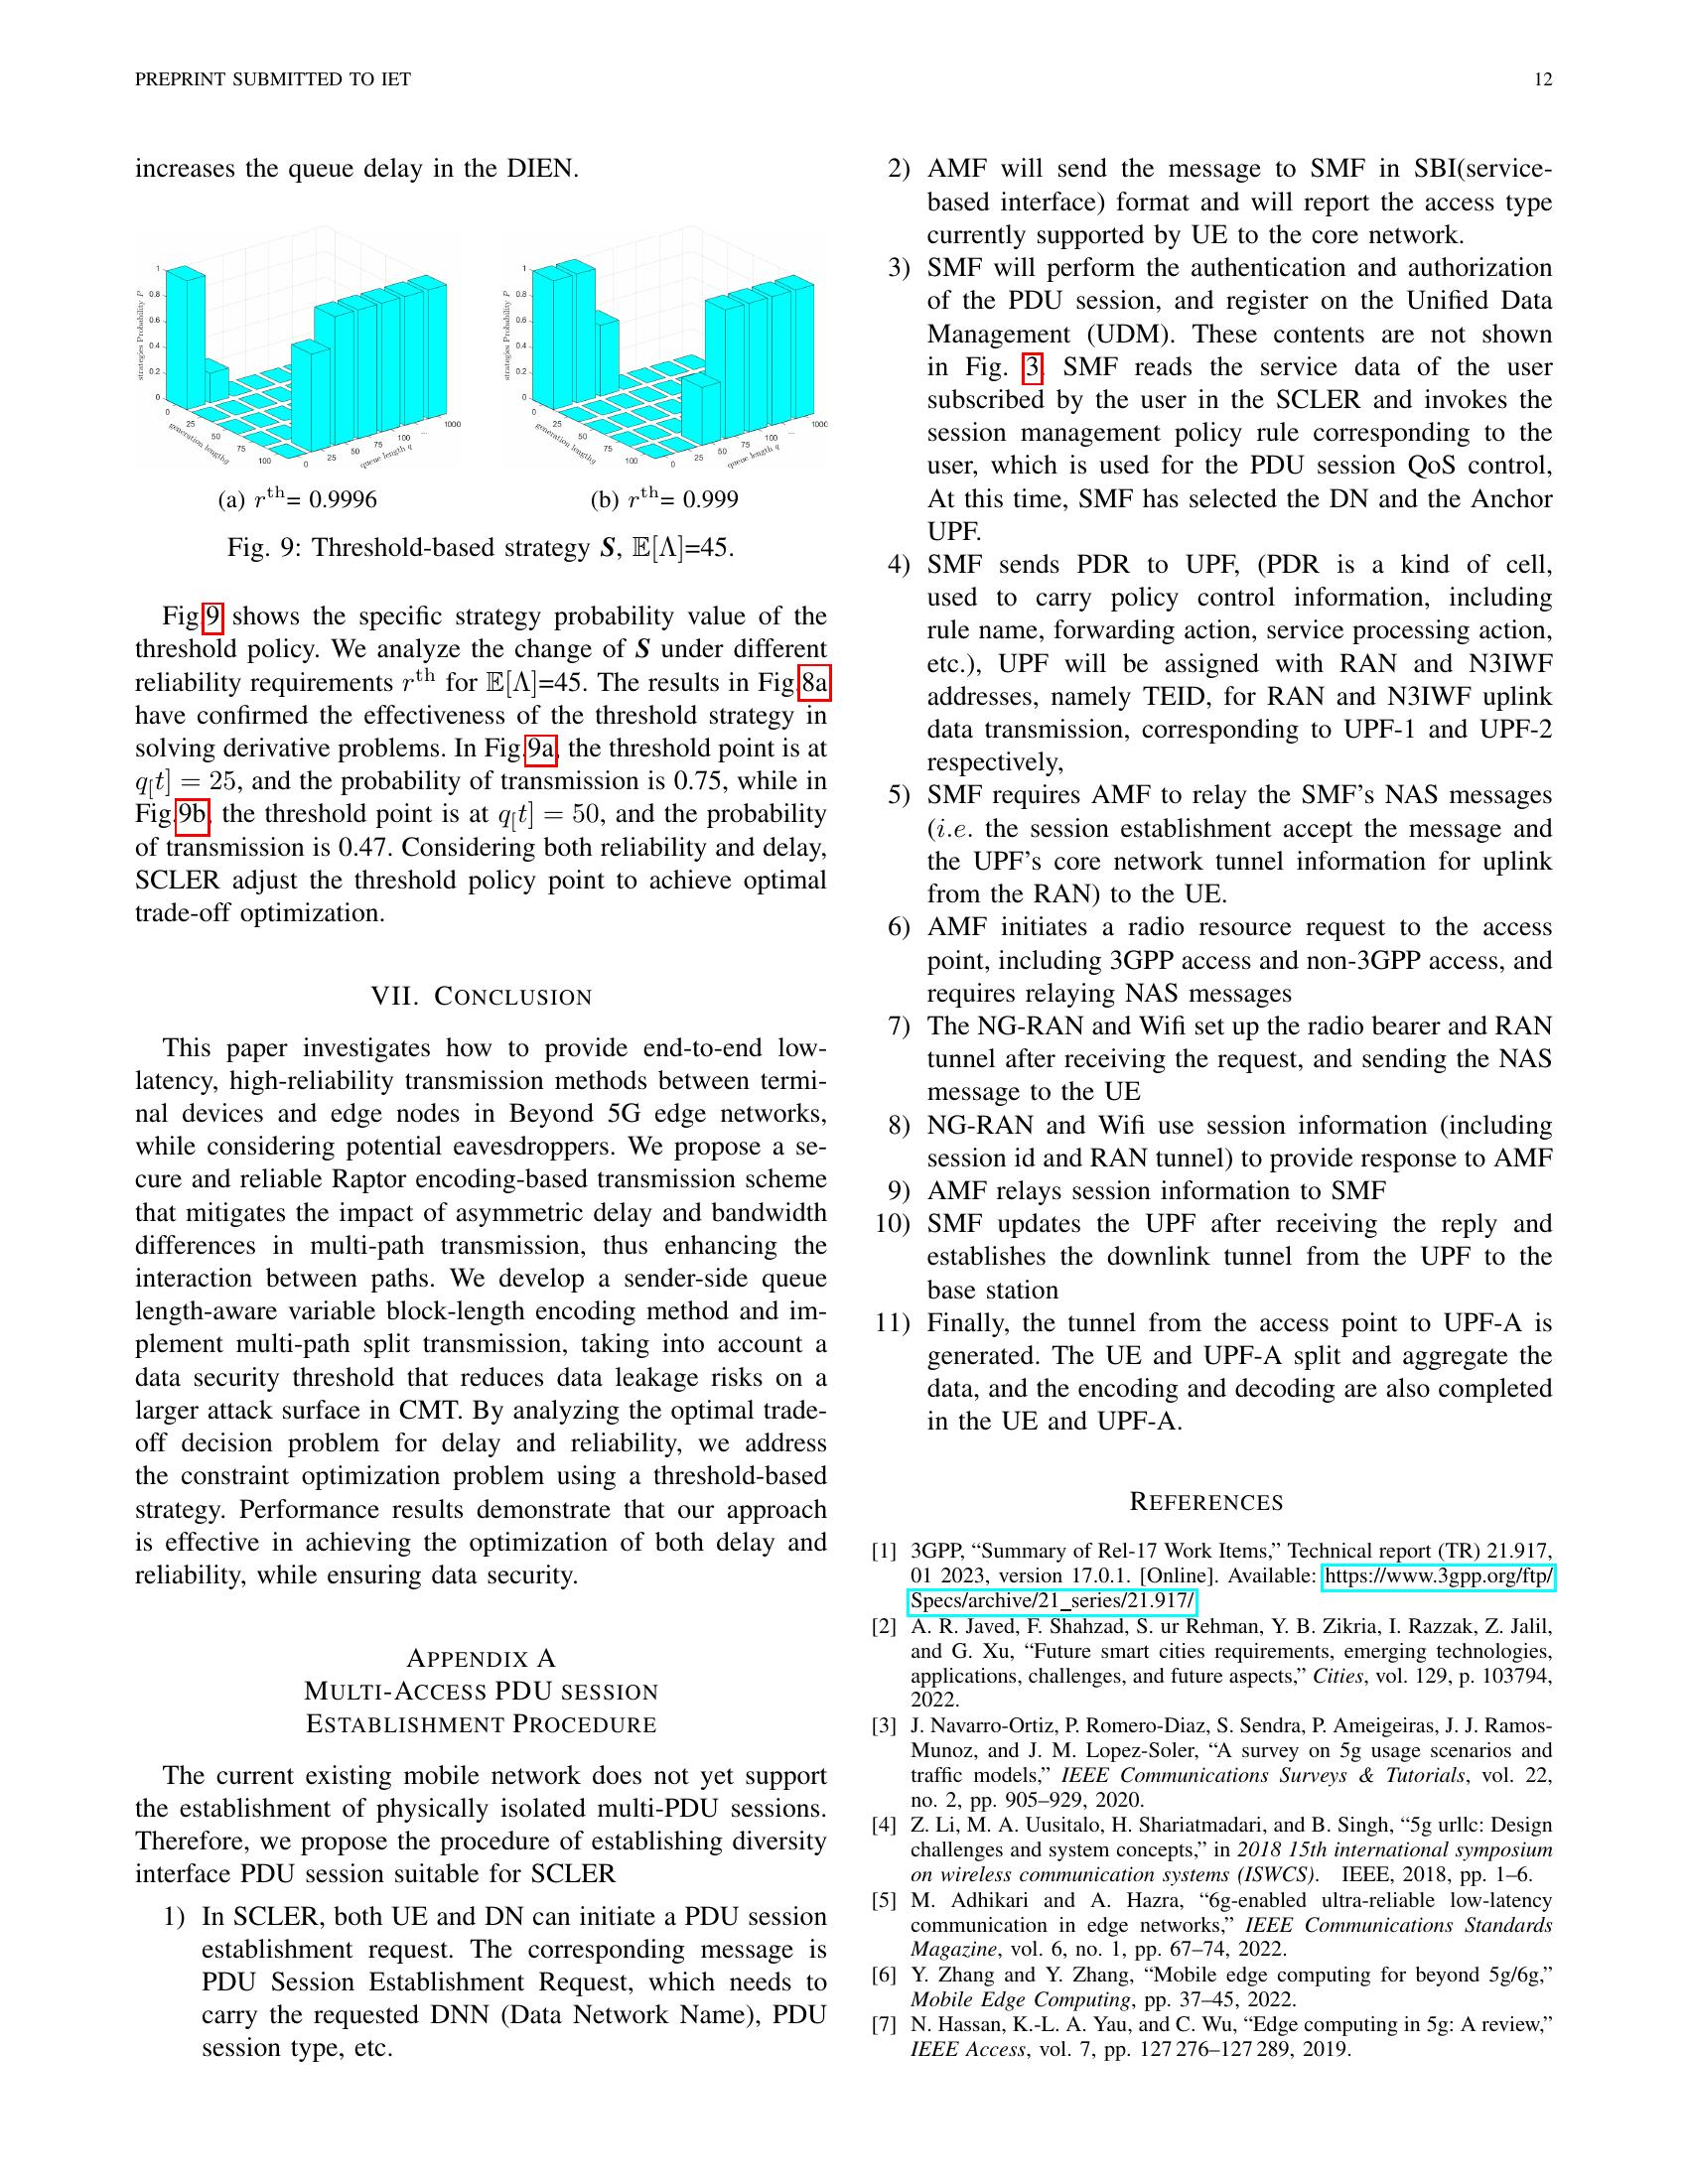 PREPRINT SUBMITTED TO IET
12
increases the queue delay in the DIEN.
strategies Probability P
1
0.8
0.6
0.4
0.2
0
0
25
50
75
100
generation lengthg
0
25
50
75
100
...
1000
queue length q
strategies Probability P
1
0.8
0.6
0.4
0.2
0
0
25
50
75
100
generation lengthg
0
25
50
75
100
...
1000
queue length q
(a) r^th= 0.9996
(b) r^th= 0.999
Fig. 9: Threshold-based strategy S, 𝔼[Λ]=45.
Fig.9 shows the specific strategy probability value of the
threshold policy. We analyze the change of S under different
reliability requirements r^th for 𝔼[Λ]=45. The results in Fig.8a
have confirmed the effectiveness of the threshold strategy in
solving derivative problems. In Fig.9a, the threshold point is at
q_[t] = 25, and the probability of transmission is 0.75, while in
Fig.9b, the threshold point is at q_[t] = 50, and the probability
of transmission is 0.47. Considering both reliability and delay,
SCLER adjust the threshold policy point to achieve optimal
trade-off optimization.
VII. CONCLUSION
This paper investigates how to provide end-to-end low-
latency, high-reliability transmission methods between termi-
nal devices and edge nodes in Beyond 5G edge networks,
while considering potential eavesdroppers. We propose a se-
cure and reliable Raptor encoding-based transmission scheme
that mitigates the impact of asymmetric delay and bandwidth
differences in multi-path transmission, thus enhancing the
interaction between paths. We develop a sender-side queue
length-aware variable block-length encoding method and im-
plement multi-path split transmission, taking into account a
data security threshold that reduces data leakage risks on a
larger attack surface in CMT. By analyzing the optimal trade-
off decision problem for delay and reliability, we address
the constraint optimization problem using a threshold-based
strategy. Performance results demonstrate that our approach
is effective in achieving the optimization of both delay and
reliability, while ensuring data security.
APPENDIX A
MULTI-ACCESS PDU SESSION
ESTABLISHMENT PROCEDURE
The current existing mobile network does not yet support
the establishment of physically isolated multi-PDU sessions.
Therefore, we propose the procedure of establishing diversity
interface PDU session suitable for SCLER
1) In SCLER, both UE and DN can initiate a PDU session
establishment request. The corresponding message is
PDU Session Establishment Request, which needs to
carry the requested DNN (Data Network Name), PDU
session type, etc.
2) AMF will send the message to SMF in SBI(service-
based interface) format and will report the access type
currently supported by UE to the core network.
3) SMF will perform the authentication and authorization
of the PDU session, and register on the Unified Data
Management (UDM). These contents are not shown
in Fig. 3. SMF reads the service data of the user
subscribed by the user in the SCLER and invokes the
session management policy rule corresponding to the
user, which is used for the PDU session QoS control,
At this time, SMF has selected the DN and the Anchor
UPF.
4) SMF sends PDR to UPF, (PDR is a kind of cell,
used to carry policy control information, including
rule name, forwarding action, service processing action,
etc.), UPF will be assigned with RAN and N3IWF
addresses, namely TEID, for RAN and N3IWF uplink
data transmission, corresponding to UPF-1 and UPF-2
respectively,
5) SMF requires AMF to relay the SMF's NAS messages
(i.e. the session establishment accept the message and
the UPF's core network tunnel information for uplink
from the RAN) to the UE.
6) AMF initiates a radio resource request to the access
point, including 3GPP access and non-3GPP access, and
requires relaying NAS messages
7) The NG-RAN and Wifi set up the radio bearer and RAN
tunnel after receiving the request, and sending the NAS
message to the UE
8) NG-RAN and Wifi use session information (including
session id and RAN tunnel) to provide response to AMF
9) AMF relays session information to SMF
10) SMF updates the UPF after receiving the reply and
establishes the downlink tunnel from the UPF to the
base station
11) Finally, the tunnel from the access point to UPF-A is
generated. The UE and UPF-A split and aggregate the
data, and the encoding and decoding are also completed
in the UE and UPF-A.
REFERENCES
[1] 3GPP, “Summary of Rel-17 Work Items,” Technical report (TR) 21.917,
01 2023, version 17.0.1. [Online]. Available: https://www.3gpp.org/ftp/
Specs/archive/21_series/21.917/
[2] A. R. Javed, F. Shahzad, S. ur Rehman, Y. B. Zikria, I. Razzak, Z. Jalil,
and G. Xu, “Future smart cities requirements, emerging technologies,
applications, challenges, and future aspects,” Cities, vol. 129, p. 103794,
2022.
[3] J. Navarro-Ortiz, P. Romero-Diaz, S. Sendra, P. Ameigeiras, J. J. Ramos-
Munoz, and J. M. Lopez-Soler, “A survey on 5g usage scenarios and
traffic models,” IEEE Communications Surveys & Tutorials, vol. 22,
no. 2, pp. 905–929, 2020.
[4] Z. Li, M. A. Uusitalo, H. Shariatmadari, and B. Singh, “5g urllc: Design
challenges and system concepts,” in 2018 15th international symposium
on wireless communication systems (ISWCS). IEEE, 2018, pp. 1–6.
[5] M. Adhikari and A. Hazra, “6g-enabled ultra-reliable low-latency
communication in edge networks,” IEEE Communications Standards
Magazine, vol. 6, no. 1, pp. 67–74, 2022.
[6] Y. Zhang and Y. Zhang, “Mobile edge computing for beyond 5g/6g,”
Mobile Edge Computing, pp. 37–45, 2022.
[7] N. Hassan, K.-L. A. Yau, and C. Wu, “Edge computing in 5g: A review,”
IEEE Access, vol. 7, pp. 127 276–127 289, 2019.